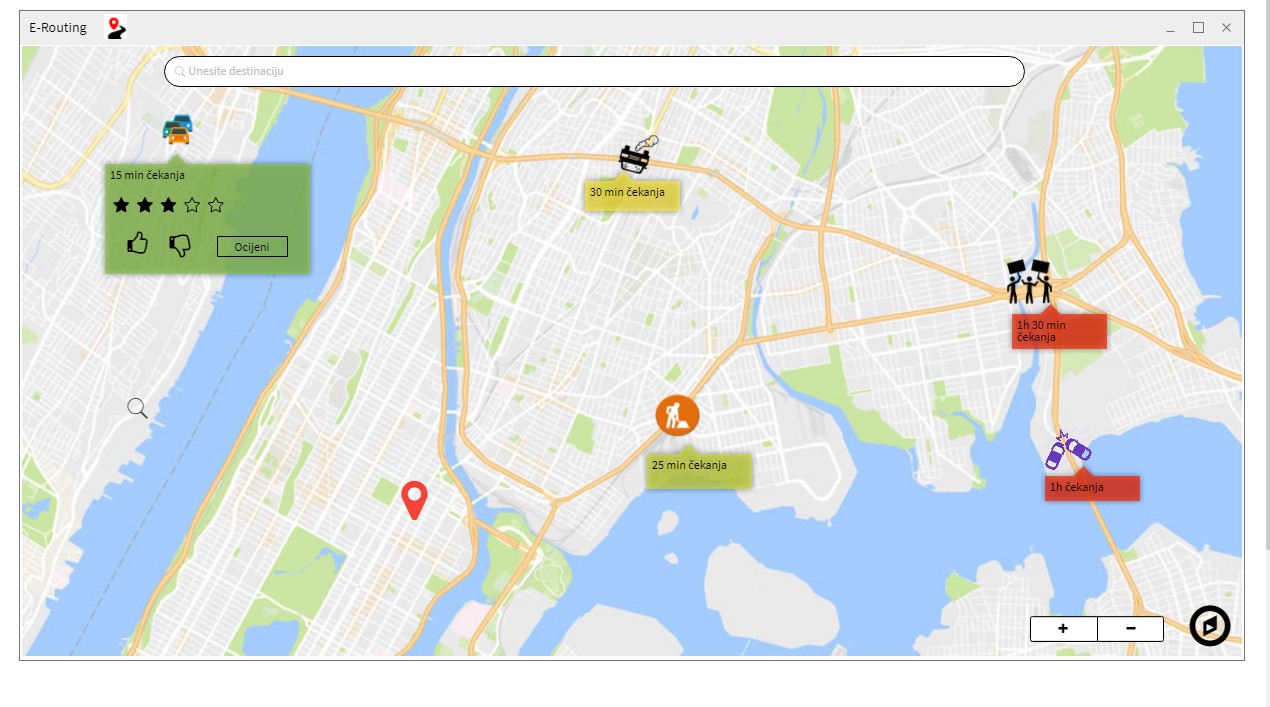 E-Routing
Unesite destinaciju
15 min čekanja
Ocijeni
30 min čekanja
1h 30 min
čekanja
25 min čekanja
1h čekanja
+ −